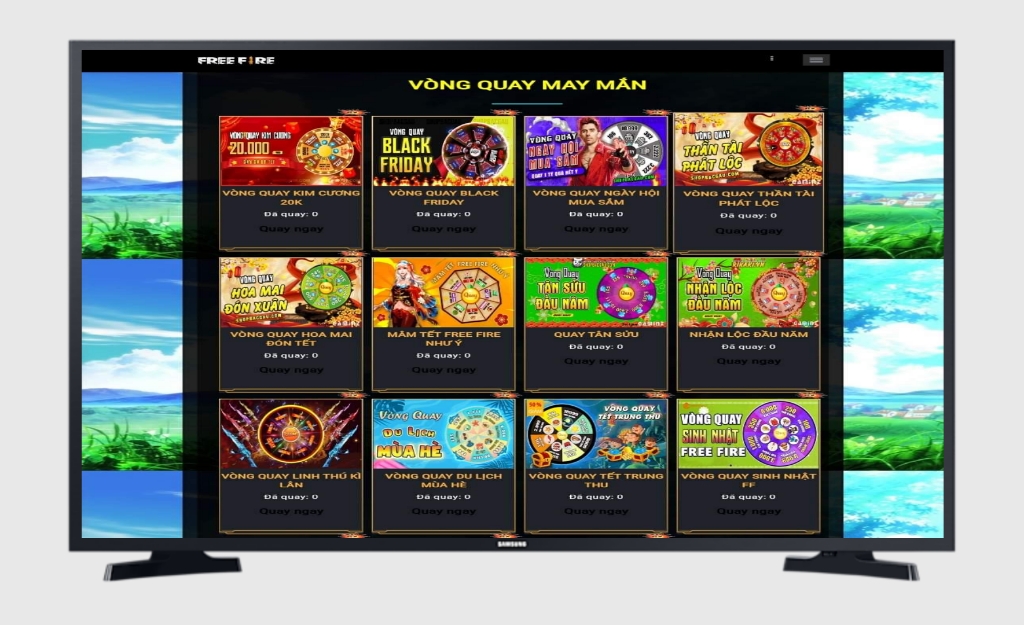 FREE FIRE
VÒNG QUAY MAY MẮN
VÒNG QUAY KIM CƯƠNG
20.000
VÒNG QUAY
BLACK
FRIDAY
VÒNG QUAY
NGÀY HỘI
MUA SẮM
VÒNG QUAY
THẦN TÀI
PHÁT LỘC
SHOPBACGAU.COM
VÒNG QUAY KIM CƯƠNG
20K
Đã quay: 0
Quay ngay
VÒNG QUAY BLACK
FRIDAY
Đã quay: 0
Quay ngay
VÒNG QUAY NGÀY HỘI
MUA SẮM
Đã quay: 0
Quay ngay
VÒNG QUAY THẦN TÀI
PHÁT LỘC
Đã quay: 0
Quay ngay
VÒNG QUAY
HOA MAI
ĐÓN XUÂN
SHOPBACGAU.COM
Vòng Quay
TÂN SỬU
ĐẦU NĂM
Vòng Quay
NHẬN LỘC
ĐẦU NĂM
VÒNG QUAY HOA MAI
ĐÓN TẾT
Đã quay: 0
Quay ngay
MÂM TẾT FREE FIRE
NHƯ Ý
Đã quay: 0
Quay ngay
QUAY TÂN SỬU
Đã quay: 0
Quay ngay
NHẬN LỘC ĐẦU NĂM
Đã quay: 0
Quay ngay
VÒNG QUAY
DU LỊCH
MÙA HÈ
50%
VÒNG QUAY
TẾT TRUNG THU
VÒNG QUAY
SINH NHẬT
FREE FIRE
VÒNG QUAY LINH THÚ KÌ
LÂN
Đã quay: 0
Quay ngay
VÒNG QUAY DU LỊCH
MÙA HÈ
Đã quay: 0
Quay ngay
VÒNG QUAY TẾT TRUNG
THU
Đã quay: 0
Quay ngay
VÒNG QUAY SINH NHẬT
FF
Đã quay: 0
Quay ngay
SAMSUNG